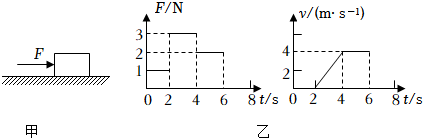 F
甲
F/N
3
2
1
0 2 4 6 8 t/s
v/(m·s⁻¹)
4
2
0 2 4 6 8 t/s
乙